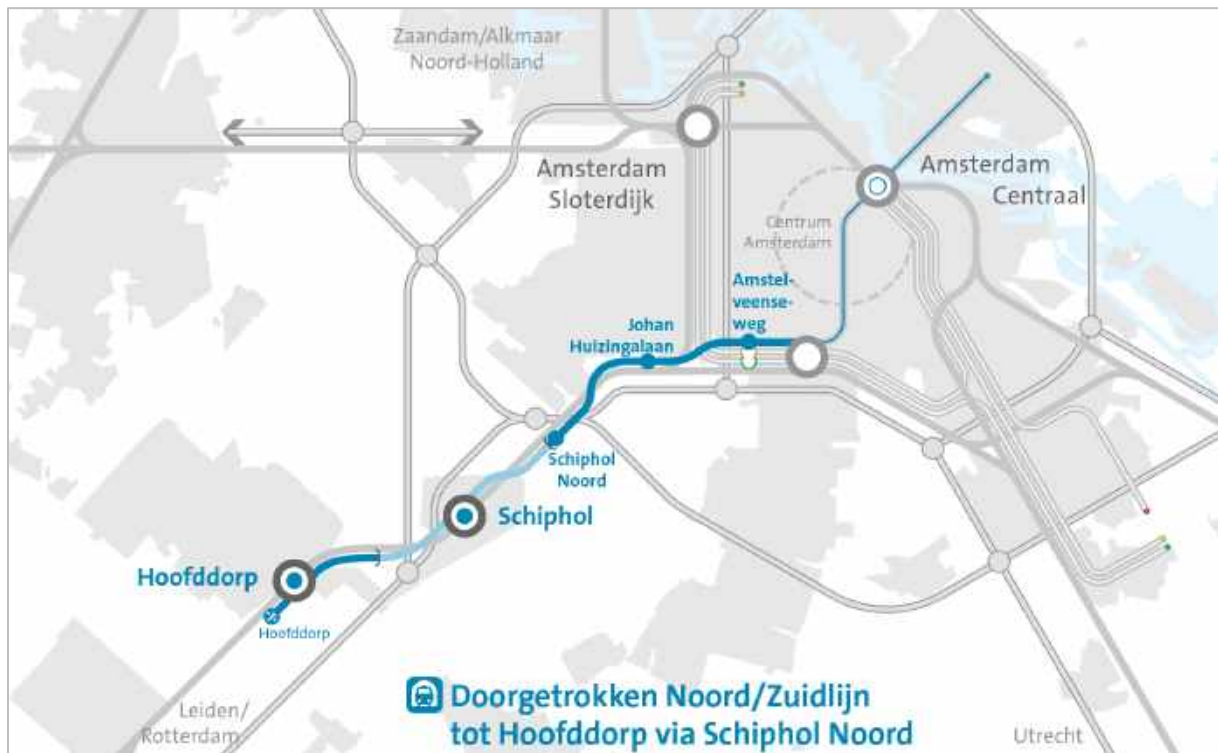 Zaandam/Alkmaar
Noord-Holland
Amsterdam
Sloterdijk
Amsterdam
Centraal
Centrum
Amsterdam
Amstel-
veense-
weg
Johan
Huizingalaan
Schiphol
Noord
Schiphol
Hoofddorp
Hoofddorp
Leiden/
Rotterdam
Doorgetrokken Noord/Zuidlijn
tot Hoofddorp via Schiphol Noord
Utrecht